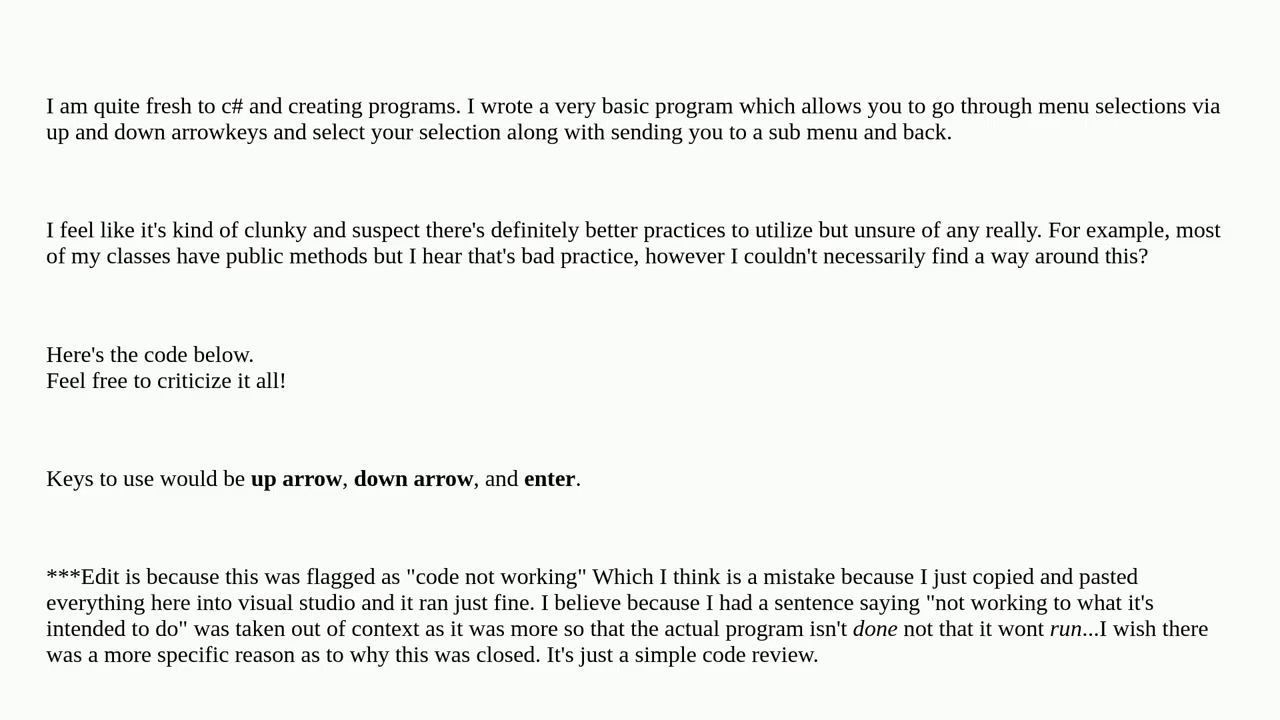 I am quite fresh to c# and creating programs. I wrote a very basic program which allows you to go through menu selections via
up and down arrowkeys and select your selection along with sending you to a sub menu and back.
I feel like it's kind of clunky and suspect there's definitely better practices to utilize but unsure of any really. For example, most
of my classes have public methods but I hear that's bad practice, however I couldn't necessarily find a way around this?
Here's the code below.
Feel free to criticize it all!
Keys to use would be up arrow, down arrow, and enter.
***Edit is because this was flagged as "code not working" Which I think is a mistake because I just copied and pasted
everything here into visual studio and it ran just fine. I believe because I had a sentence saying "not working to what it's
intended to do" was taken out of context as it was more so that the actual program isn't done not that it wont run...I wish there
was a more specific reason as to why this was closed. It's just a simple code review.